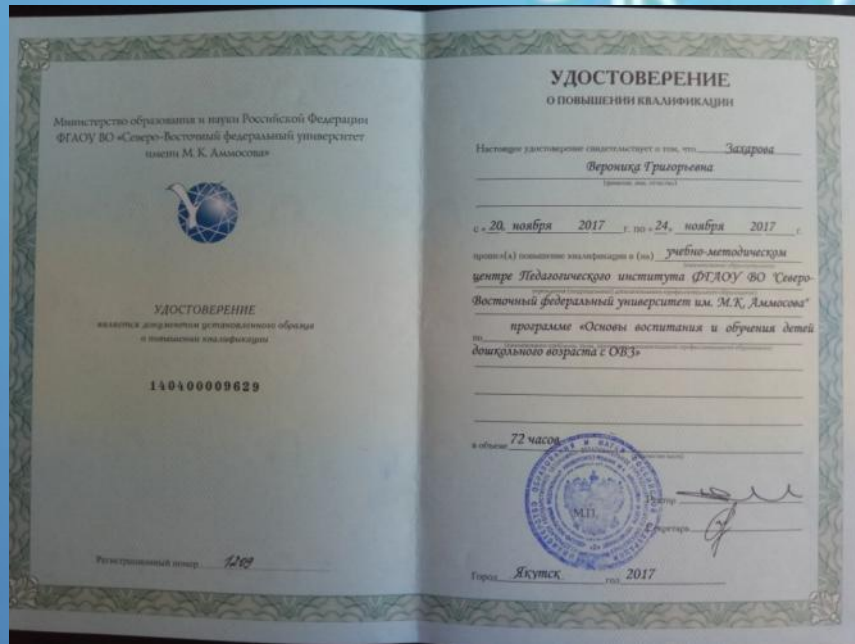 Министерство образования и науки Российской Федерации
ФГАОУ ВО «Северо-Восточный федеральный университет
имени М. К. Аммосова»
УДОСТОВЕРЕНИЕ
является документом установленного образца
о повышении квалификации
140400009629
Регистрационный номер 1209
УДОСТОВЕРЕНИЕ
О ПОВЫШЕНИИ КВАЛИФИКАЦИИ
Настоящее удостоверение свидетельствует о том, что Захарова
Вероника Григорьевна
(фамилия, имя, отчество)
с «20» ноября 2017 г. по «24» ноября 2017 г.
прошел(а) повышение квалификации в (на) учебно-методическом
центре Педагогического института ФГАОУ ВО "Северо-
Восточный федеральный университет им. М.К. Аммосова"
по программе «Основы воспитания и обучения детей
дошкольного возраста с ОВЗ»
в объеме 72 часов
М.П.
Ректор
Секретарь
Город Якутск год 2017